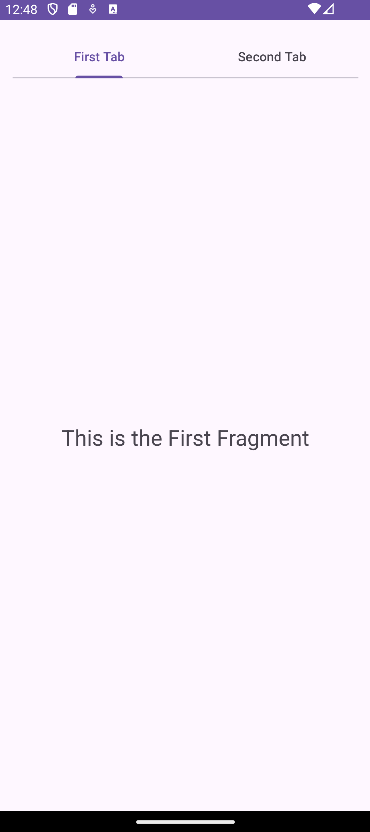 12:48
First Tab
Second Tab
This is the First Fragment